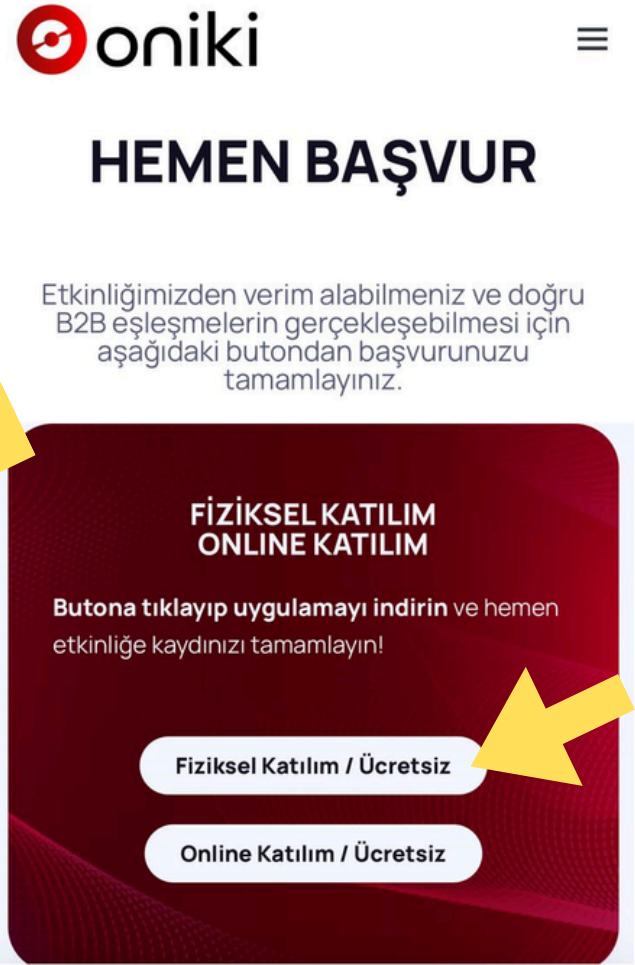 oniki
HEMEN BAŞVUR
Etkinliğimizden verim alabilmeniz ve doğru
B2B eşleşmelerin gerçekleşebilmesi için
aşağıdaki butondan başvurunuzu
tamamlayınız.
FİZİKSEL KATILIM
ONLINE KATILIM
Butona tıklayıp uygulamayı indirin ve hemen
etkinliğe kaydınızı tamamlayın!
Fiziksel Katılım / Ücretsiz
Online Katılım / Ücretsiz